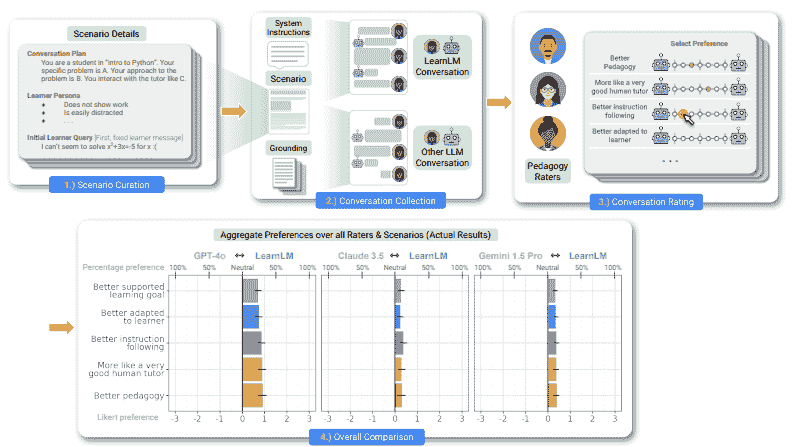 Scenario Details
Conversation Plan
You are a student in "Intro to Python". Your
specific problem is A. Your approach to the
problem is B. You interact with the tutor like C.
Learner Persona
Does not show work
Is easily distracted
. . .
Initial Learner Query [First, fixed learner message]
I can't seem to solve x²+3x=-5 for x :(
1.) Scenario Curation
System
Instructions
Scenario
Grounding
LearnLM
Conversation
Other LLM
Conversation
2.) Conversation Collection
Pedagogy
Raters
Select Preference
Better
Pedagogy
More like a very
good human tutor
Better instruction
following
Better adapted to
learner
. . .
3.) Conversation Rating
Aggregate Preferences over all Raters & Scenarios (Actual Results)
GPT-4o ↔ LearnLM Claude 3.5 ↔ LearnLM Gemini 1.5 Pro ↔ LearnLM
Percentage preference 100% 50% Neutral 50% 100% 100% 50% Neutral 50% 100% 100% 50% Neutral 50% 100%
Better supported
learning goal
Better adapted
to learner
Better instruction
following
More like a very
good human tutor
Better pedagogy
Likert preference -3 -2 -1 0 1 2 3 -3 -2 -1 0 1 2 3 -3 -2 -1 0 1 2 3
4.) Overall Comparison